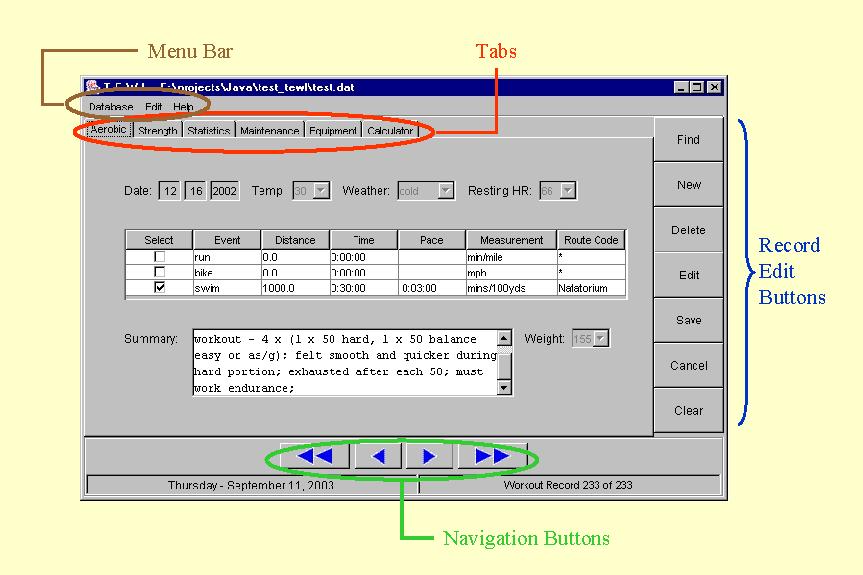 Menu Bar
Tabs
T.E.W.L. - F:\projects\Java\test_tewl\test.dat
Database Edit Help
Aerobic Strength Statistics Maintenance Equipment Calculator
Find
New
Delete
Edit
Save
Cancel
Clear
Record
Edit
Buttons
Date: 12 16 2002 Temp 30 Weather: cold Resting HR: 66
Select Event Distance Time Pace Measurement Route Code
run 0.0 0:00:00 min/mile *
bike 0.0 0:00:00 mph *
swim 1000.0 0:30:00 0:03:00 mins/100yds Natatorium
Summary: workout - 4 x (1 x 50 hard, 1 x 50 balance
easy or as/g): felt smooth and quicker during
hard portion; exhausted after each 50; must
work endurance;
Weight: 155
Thursday - September 11, 2003
Workout Record 233 of 233
Navigation Buttons